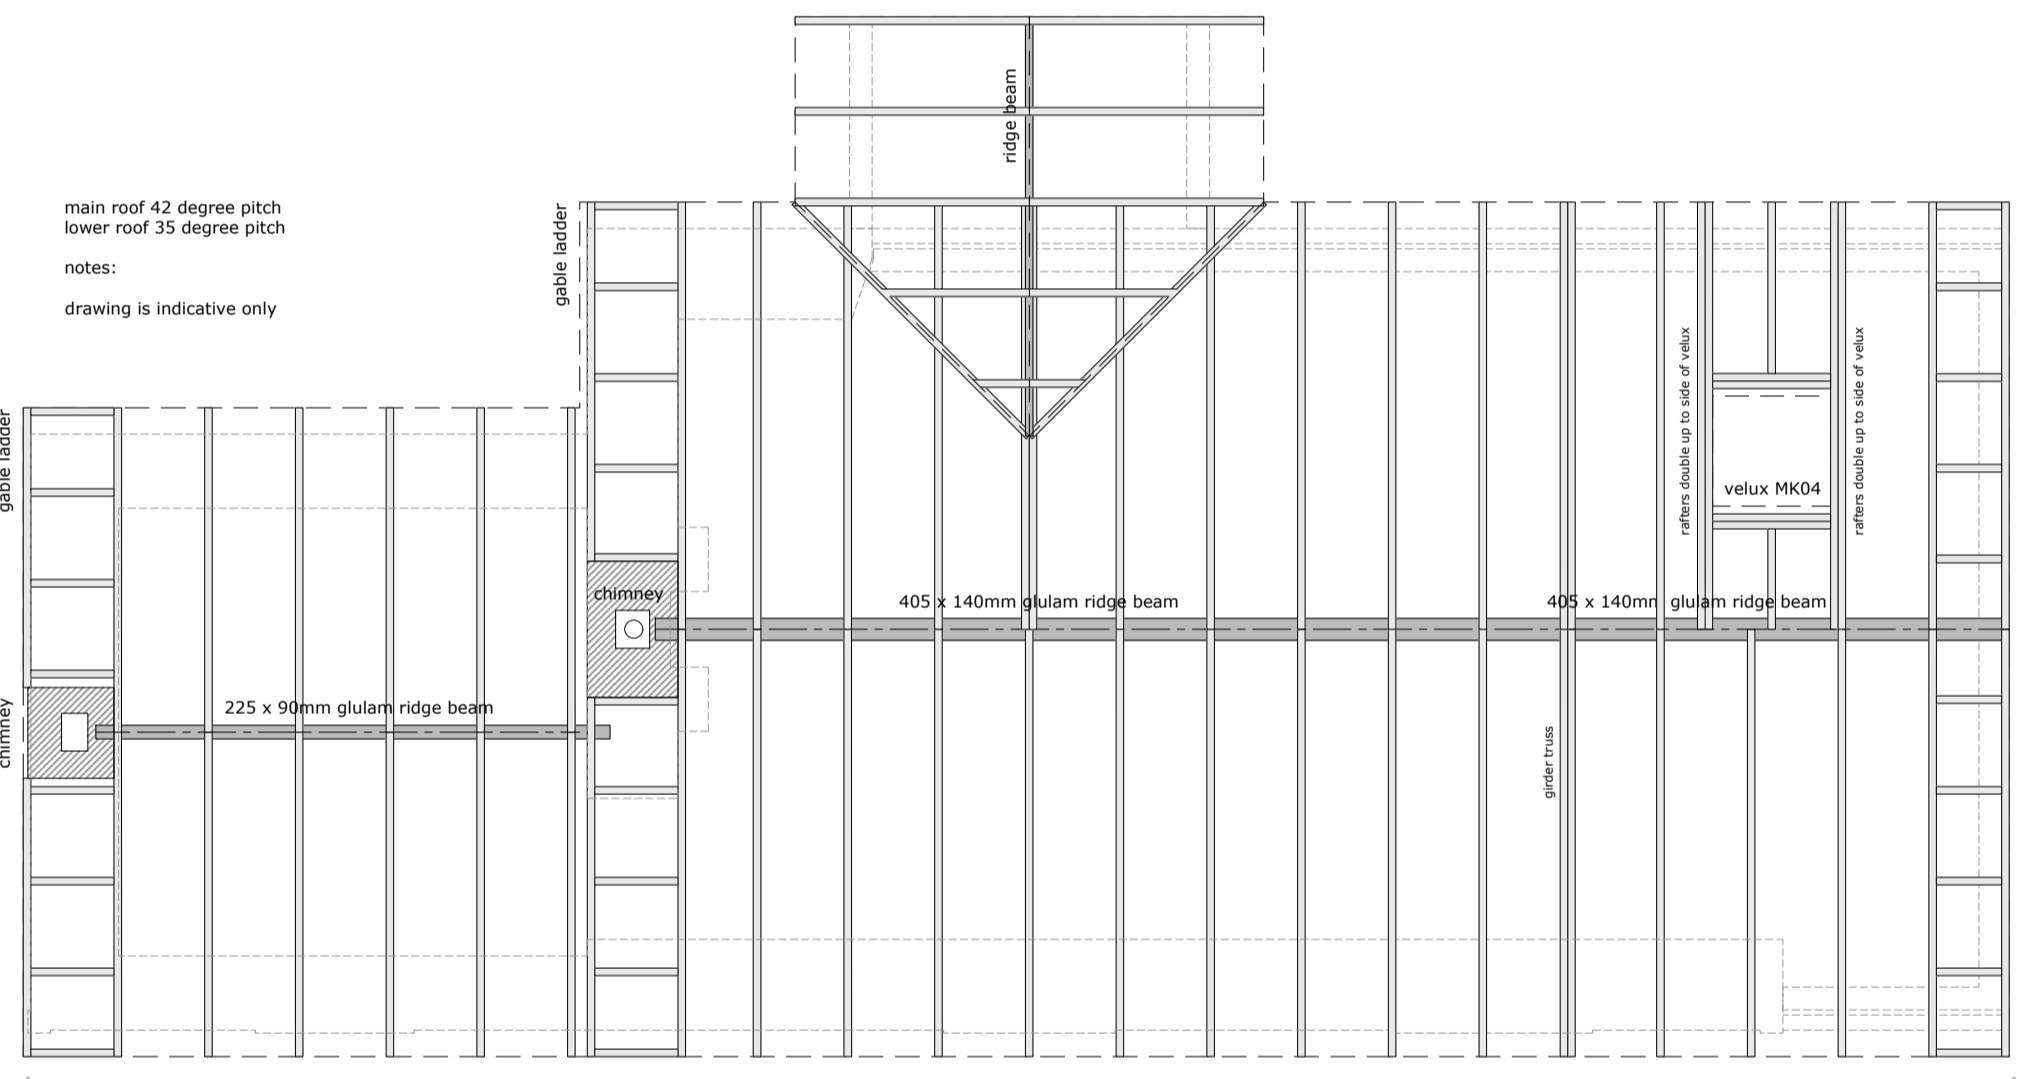 ridge beam
main roof 42 degree pitch
lower roof 35 degree pitch
notes:
drawing is indicative only
gable ladder
gable ladder
rafters double up to side of velux
rafters double up to side of velux
velux MK04
chimney
405 x 140mm glulam ridge beam
405 x 140mm glulam ridge beam
chimney
225 x 90mm glulam ridge beam
girder truss